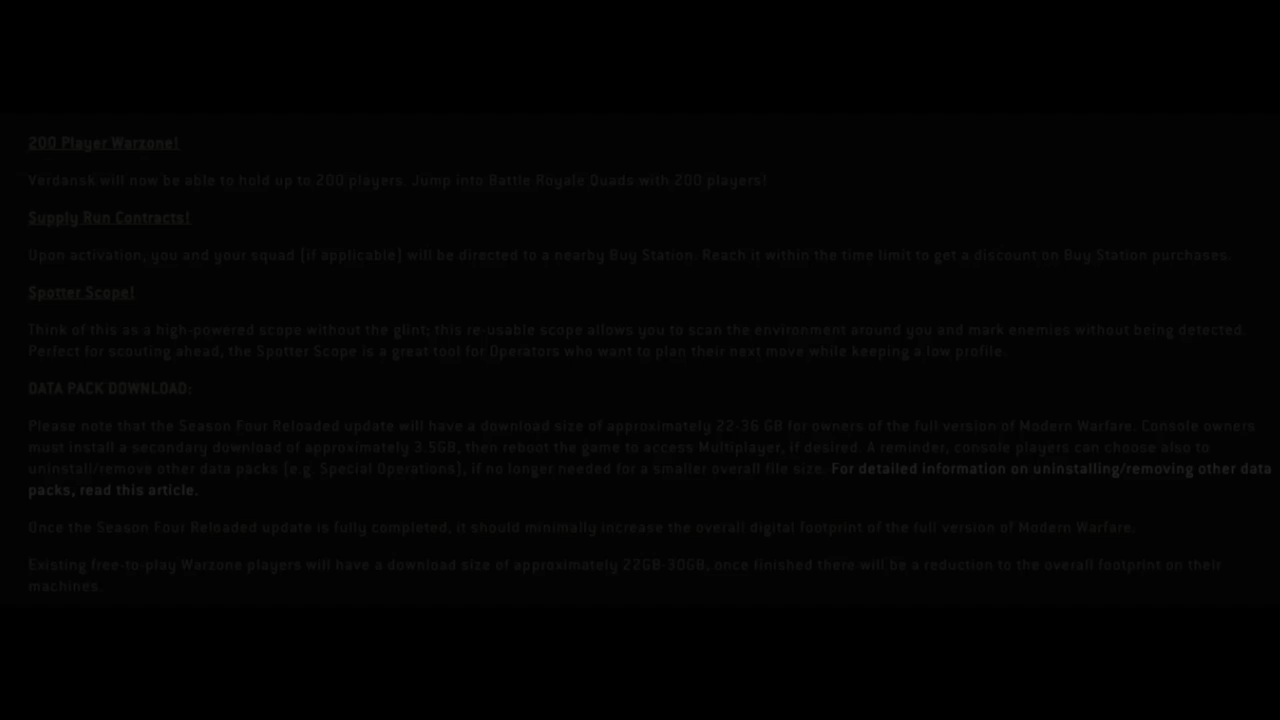 200 Player Warzone!
Verdansk will now be able to hold up to 200 players. Jump into Battle Royale Quads with 200 players!
Supply Run Contracts!
Upon activation, you and your squad (if applicable) will be directed to a nearby Buy Station. Reach it within the time limit to get a discount on Buy Station purchases.
Spotter Scope!
Think of this as a high-powered scope without the glint; this re-usable scope allows you to scan the environment around you and mark enemies without being detected.
Perfect for scouting ahead, the Spotter Scope is a great tool for Operators who want to plan their next move while keeping a low profile.
DATA PACK DOWNLOAD:
Please note that the Season Four Reloaded update will have a download size of approximately 22-36 GB for owners of the full version of Modern Warfare. Console owners
must install a secondary download of approximately 3.5GB, then reboot the game to access Multiplayer, if desired. A reminder, console players can choose also to
uninstall/remove other data packs (e.g. Special Operations), if no longer needed for a smaller overall file size. For detailed information on uninstalling/removing other data
packs, read this article.
Once the Season Four Reloaded update is fully completed, it should minimally increase the overall digital footprint of the full version of Modern Warfare.
Existing free-to-play Warzone players will have a download size of approximately 22GB-30GB, once finished there will be a reduction to the overall footprint on their
machines.